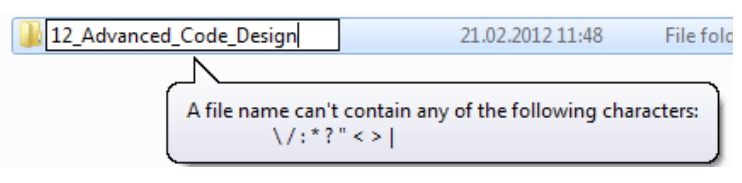 12_Advanced_Code_Design 21.02.2012 11:48 File fold
A file name can't contain any of the following characters:
\ / : * ? " < > |